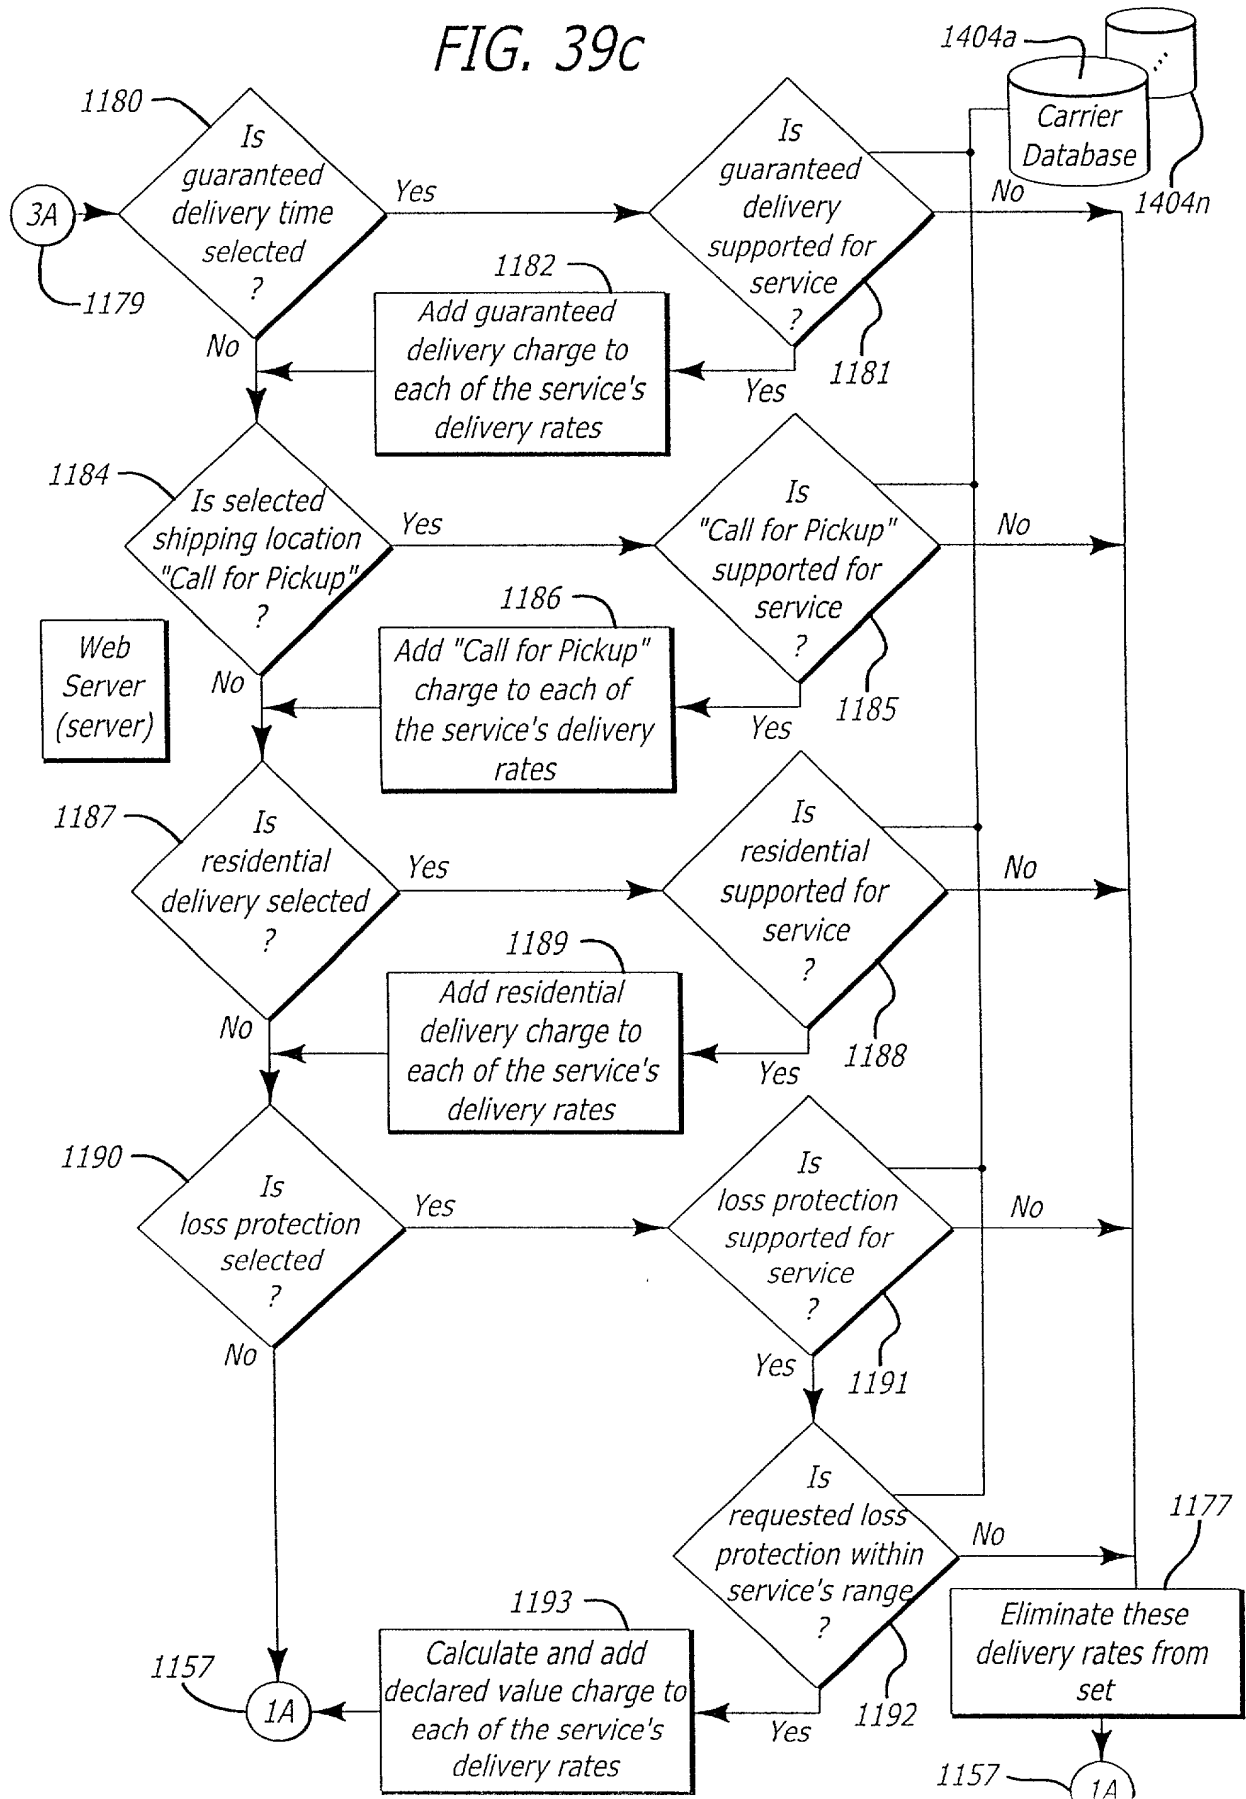 FIG. 39c
1404a
Carrier
Database
1404n
1180
Is
guaranteed
delivery time
selected
?
3A
1179
Yes
Is
guaranteed
delivery
supported for
service
?
No
1181
Yes
1182
Add guaranteed
delivery charge to
each of the service's
delivery rates
No
1184
Is selected
shipping location
"Call for Pickup"
?
Yes
Is
"Call for Pickup"
supported for
service
?
No
1185
Yes
1186
Add "Call for Pickup"
charge to each of
the service's delivery
rates
No
Web
Server
(server)
1187
Is
residential
delivery selected
?
Yes
Is
residential
supported for
service
?
No
1188
Yes
1189
Add residential
delivery charge to
each of the service's
delivery rates
No
1190
Is
loss protection
selected
?
Yes
Is
loss protection
supported for
service
?
No
1191
Yes
No
Is
requested loss
protection within
service's range
?
No
1192
Yes
1177
Eliminate these
delivery rates from
set
1193
Calculate and add
declared value charge to
each of the service's
delivery rates
1157
1A
1157
1A